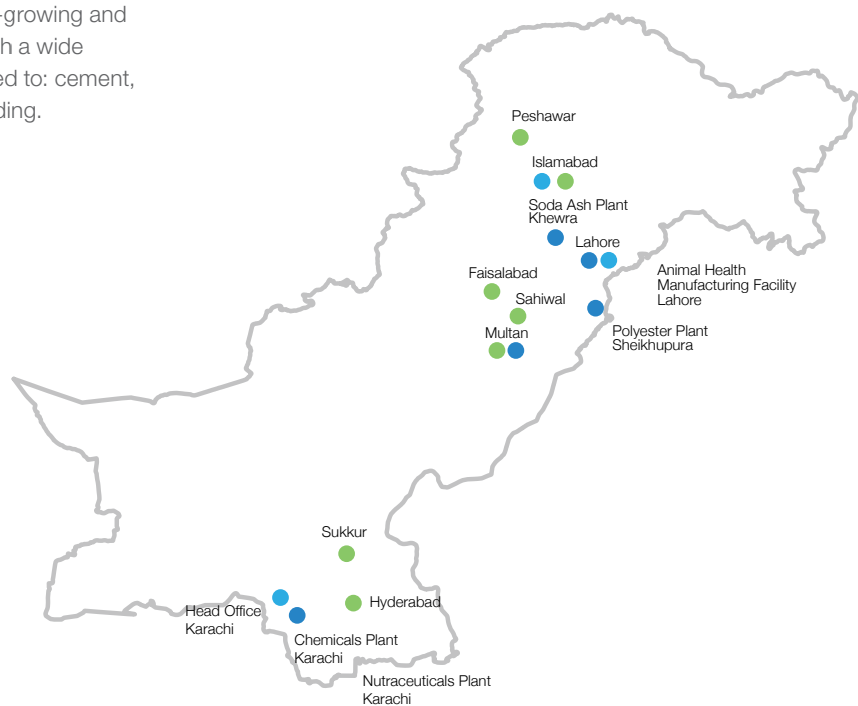 -growing and
h a wide
ed to: cement,
ding.
Peshawar
Islamabad
Soda Ash Plant
Khewra
Lahore
Animal Health
Manufacturing Facility
Lahore
Faisalabad
Sahiwal
Polyester Plant
Sheikhupura
Multan
Sukkur
Hyderabad
Head Office
Karachi
Chemicals Plant
Karachi
Nutraceuticals Plant
Karachi